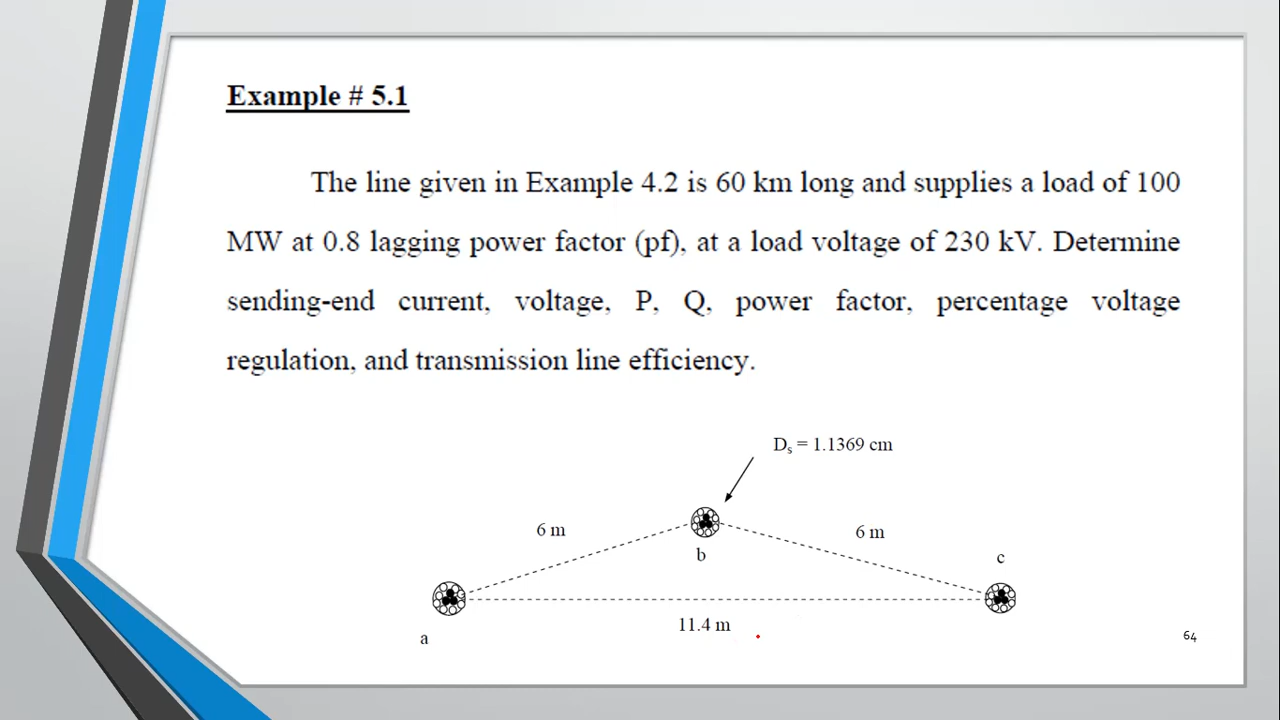 Example # 5.1
The line given in Example 4.2 is 60 km long and supplies a load of 100
MW at 0.8 lagging power factor (pf), at a load voltage of 230 kV. Determine
sending-end current, voltage, P, Q, power factor, percentage voltage
regulation, and transmission line efficiency.
Ds = 1.1369 cm
6 m
6 m
b
c
11.4 m
a
64